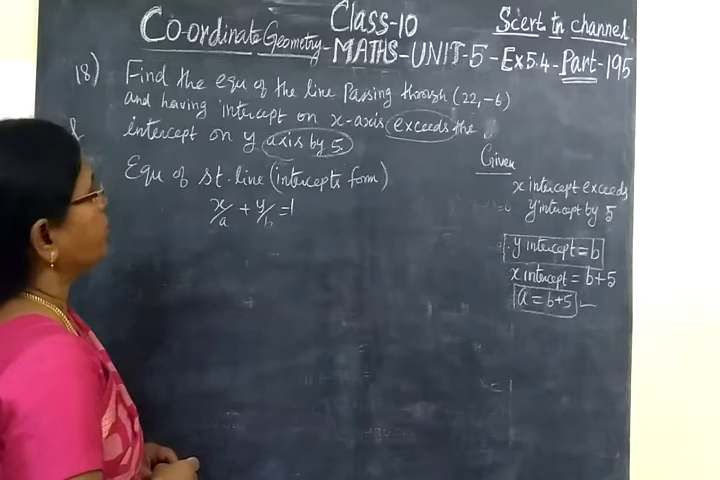 Class-10
Scert tn channel
Co-ordinate Geometry-MATHS-UNIT-5-Ex5.4-Part-195
18) Find the equ of the line Passing through (22,-6)
and having intercept on x-axis exceeds the
intercept on y axis by 5.
Equ of st. line (intercepts form)
x/a + y/b = 1
Given
x intercept exceeds
y intercept by 5
y intercept = b
x intercept = b+5
a = b+5